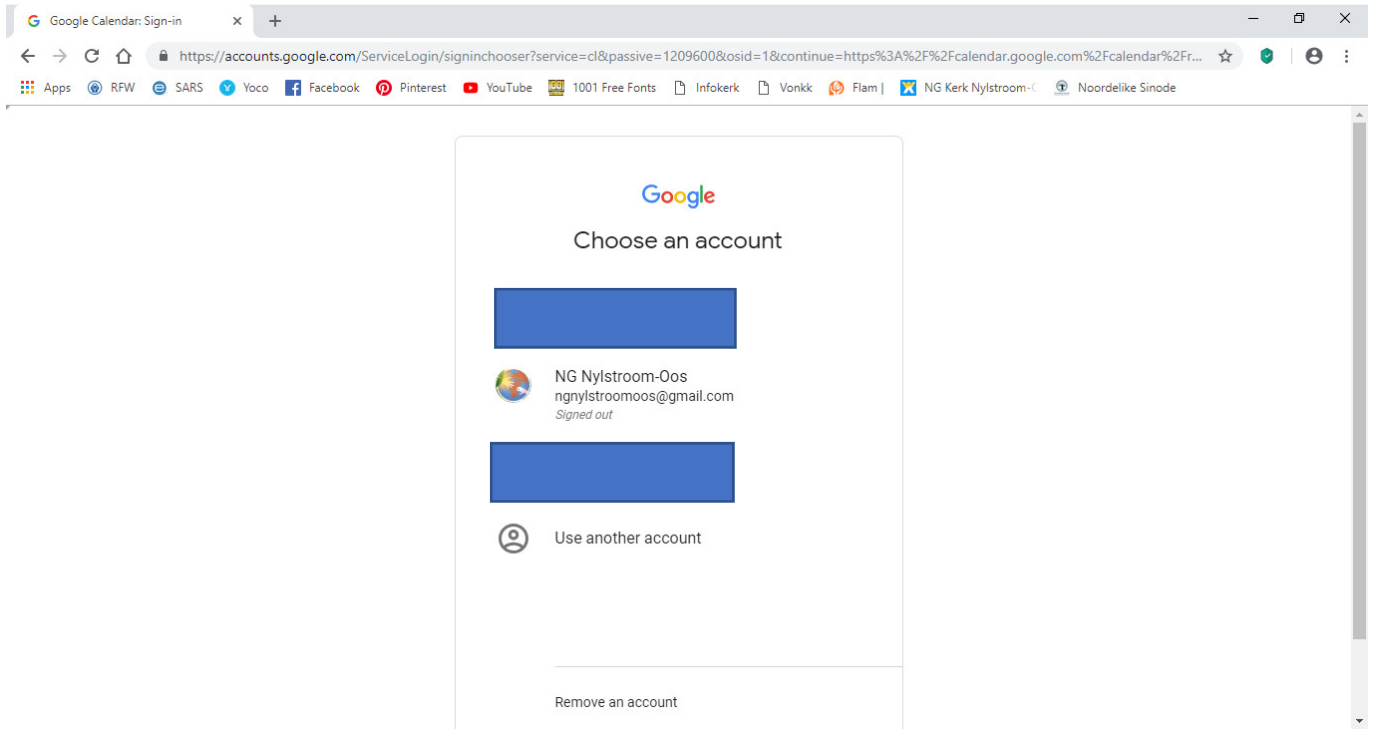 Google Calendar: Sign-in
https://accounts.google.com/ServiceLogin/signinchooser?service=cl&passive=1209600&osid=1&continue=https%3A%2F%2Fcalendar.google.com%2Fcalendar%2Fr...
Apps RFW SARS Yoco Facebook Pinterest YouTube 1001 Free Fonts Infokerk Vonkk Flam | NG Kerk Nylstroom- Noordelike Sinode
Google
Choose an account
NG Nylstroom-Oos
ngnylstroomoos@gmail.com
Signed out
Use another account
Remove an account